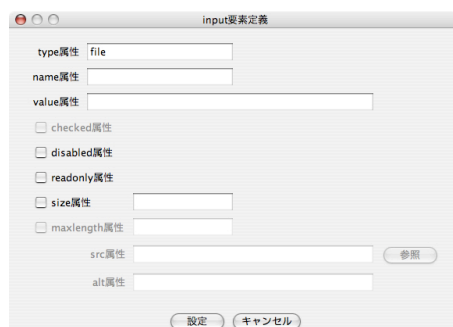 input要素定義
type属性 file
name属性
value属性
checked属性
disabled属性
readonly属性
size属性
maxlength属性
src属性 参照
alt属性
設定 キャンセル